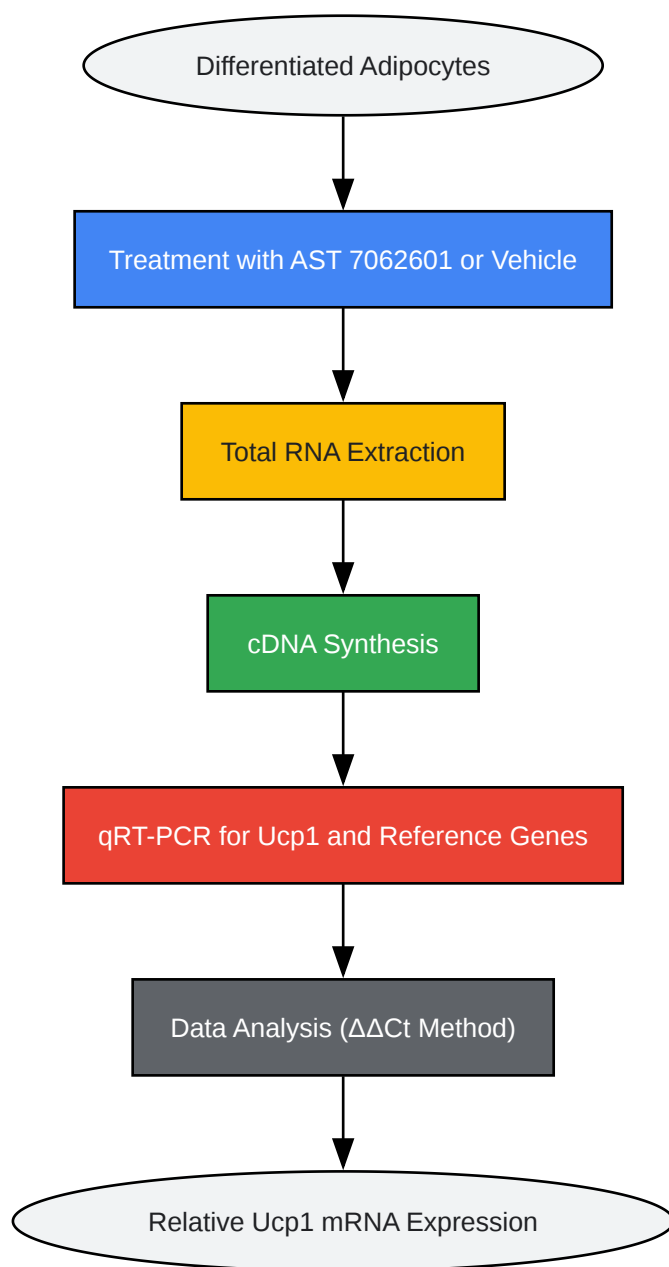 Differentiated Adipocytes
Treatment with AST 7062601 or Vehicle
Total RNA Extraction
cDNA Synthesis
qRT-PCR for Ucp1 and Reference Genes
Data Analysis (ΔΔCt Method)
Relative Ucp1 mRNA Expression